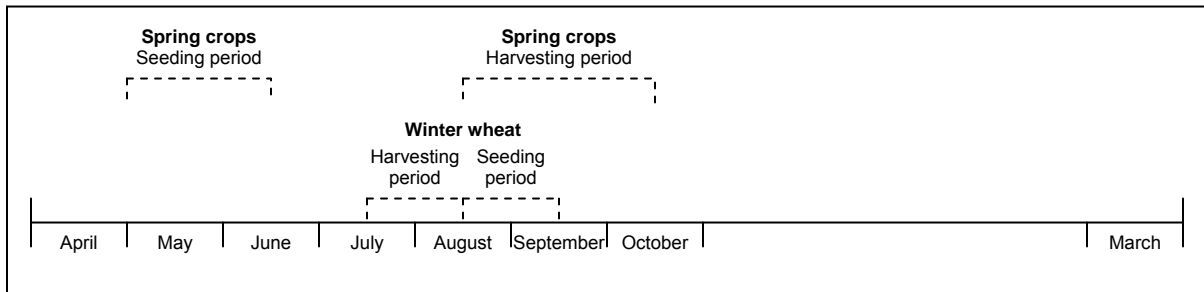 Spring crops
Seeding period
Spring crops
Harvesting period
Winter wheat
Harvesting period
Seeding period
April May June July August September October March